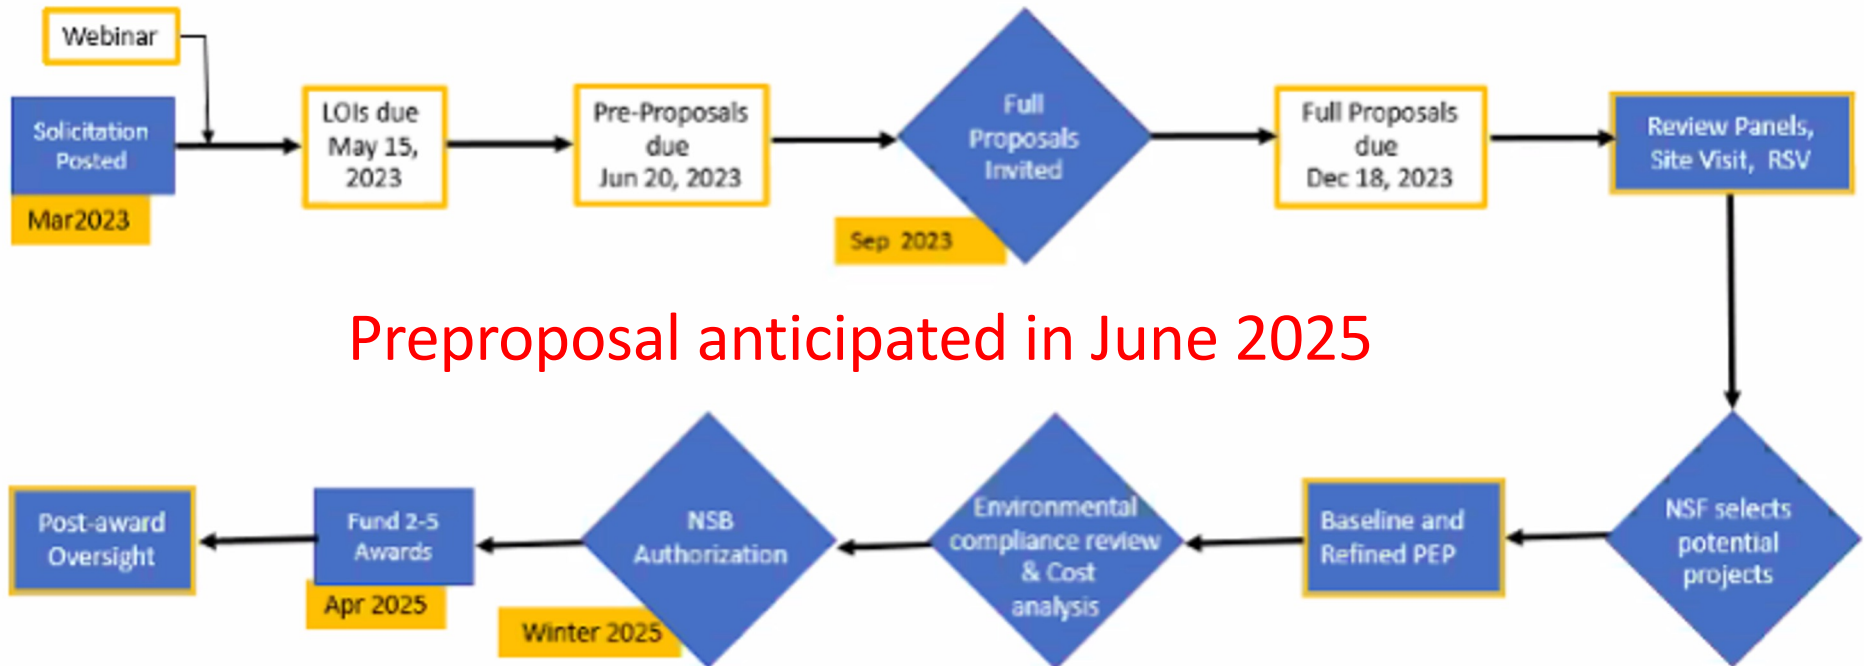 Webinar
Solicitation
Posted
Mar2023
LOIs due
May 15,
2023
Pre-Proposals
due
Jun 20, 2023
Full
Proposals
Invited
Sep 2023
Full Proposals
due
Dec 18, 2023
Review Panels,
Site Visit, RSV
Preproposal anticipated in June 2025
NSF selects
potential
projects
Baseline and
Refined PEP
Environmental
compliance review
& Cost
analysis
NSB
Authorization
Winter 2025
Fund 2-5
Awards
Apr 2025
Post-award
Oversight